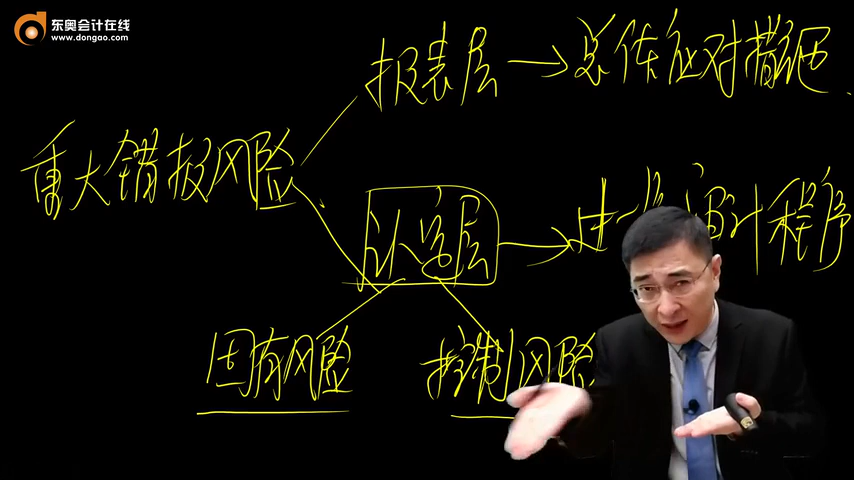 东奥会计在线
www.dongao.com
报表层→总体应对措施
重大错报风险
认定层→进一步审计程序
固有风险
控制风险